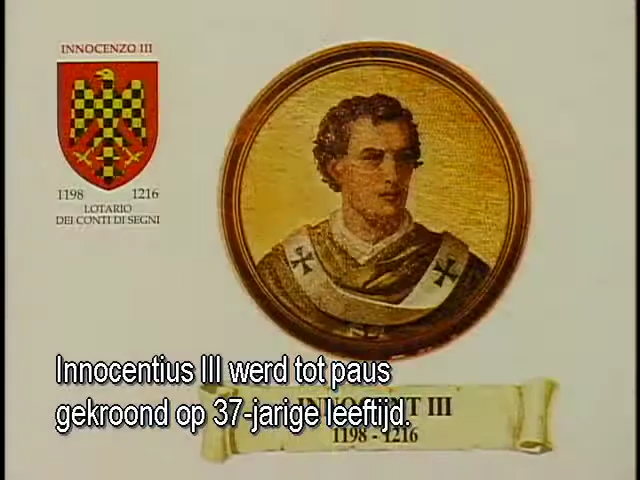 INNOCENZO III
1198 1216
LOTARIO
DEI CONTI DI SEGNI
Innocentius III werd tot paus
gekroond op 37-jarige leeftijd.
INNOCENT III
1198 - 1216